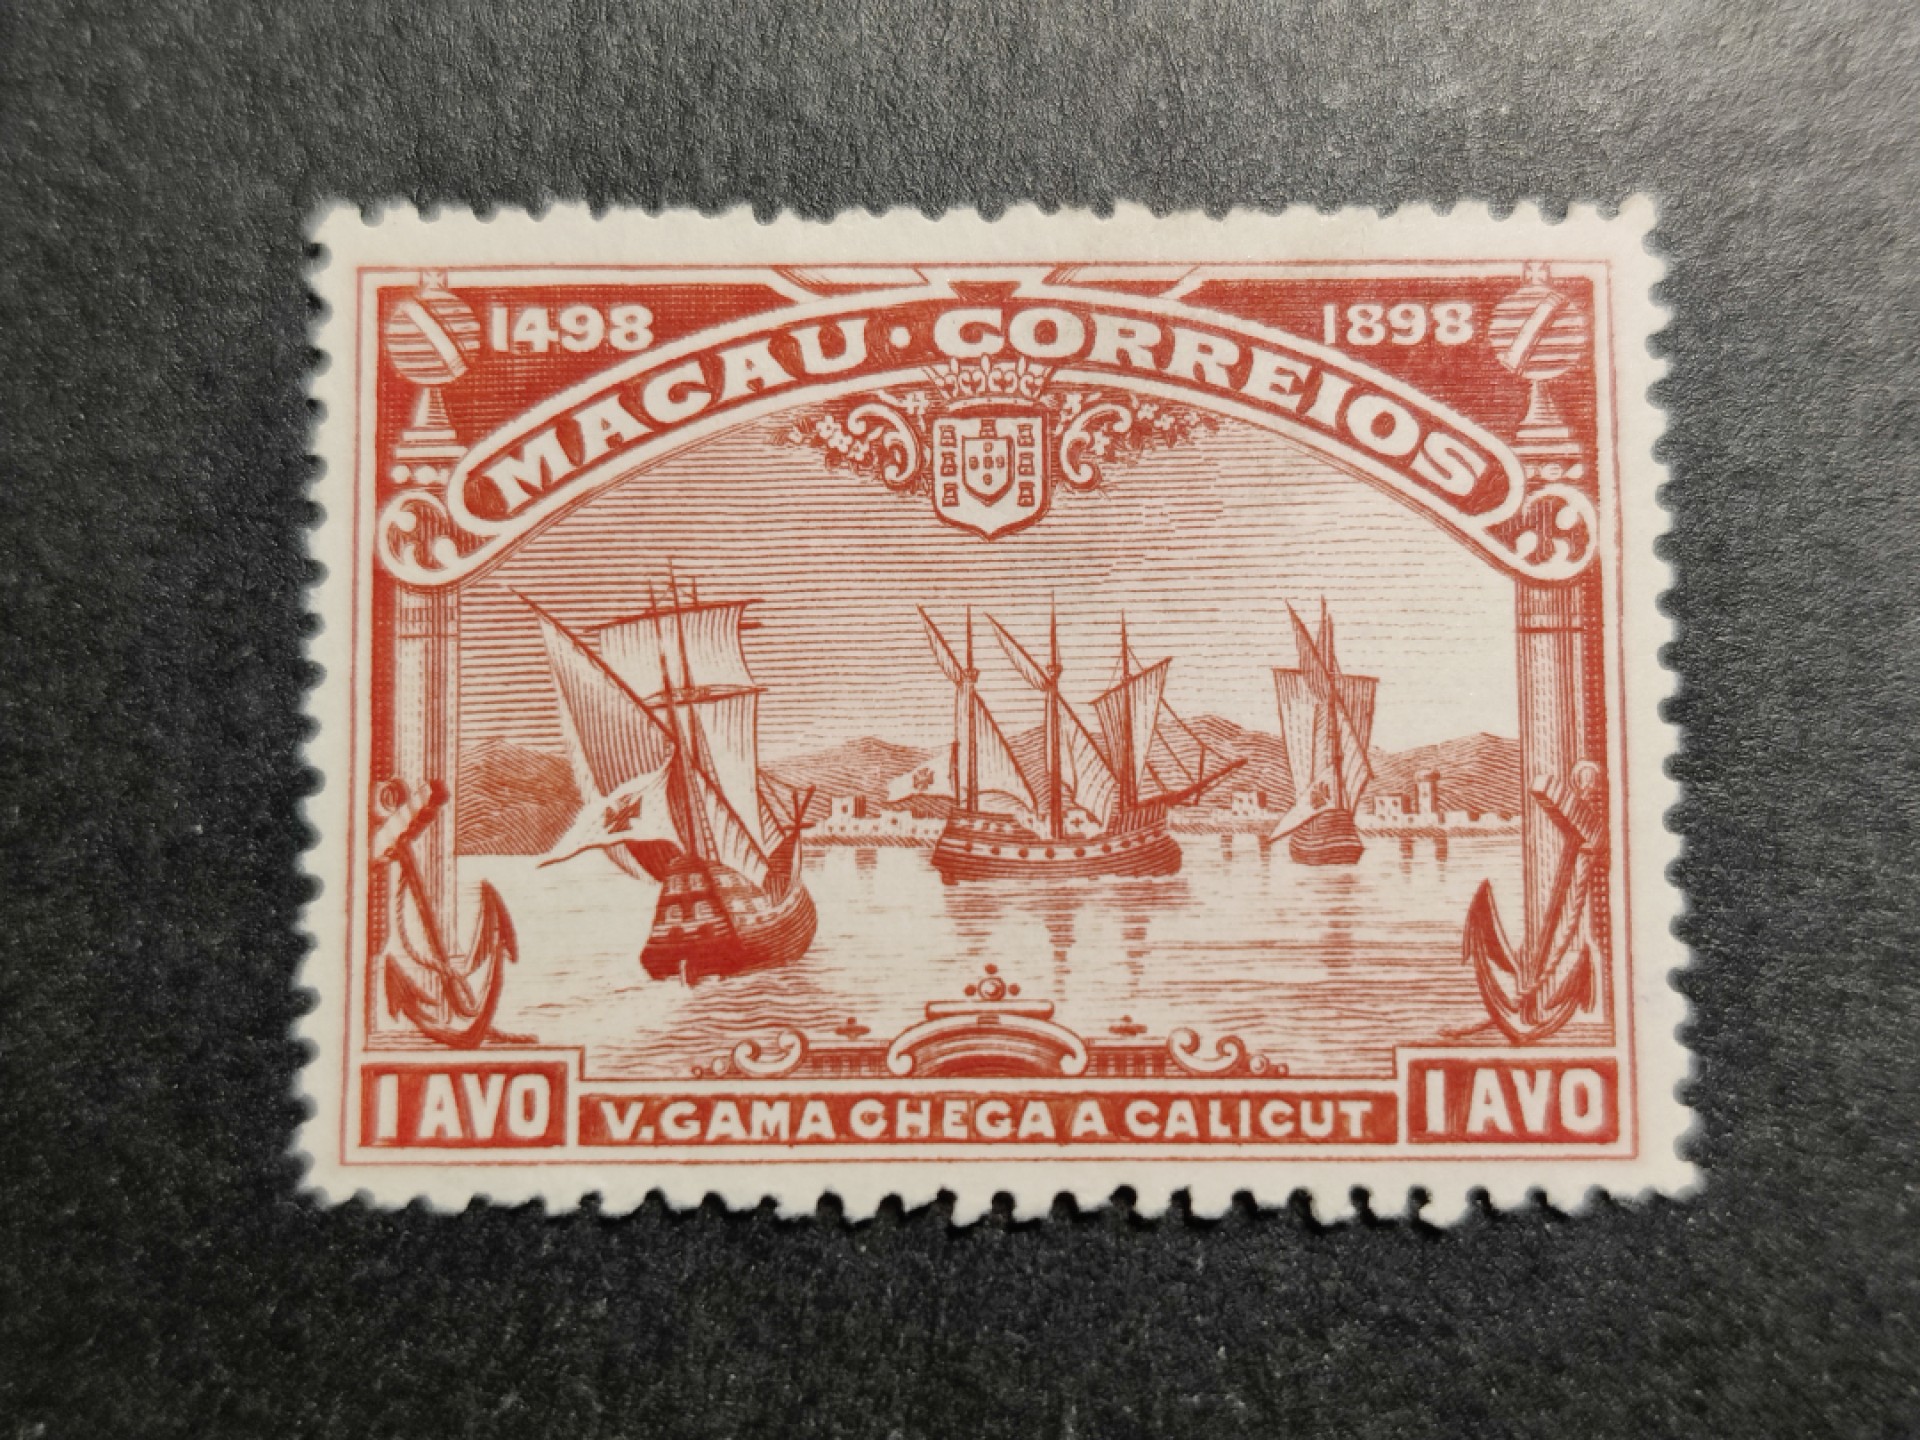 1498
1898
MACAU · CORREIOS
1 AVO
V. GAMA CHEGA A CALICUT
1 AVO